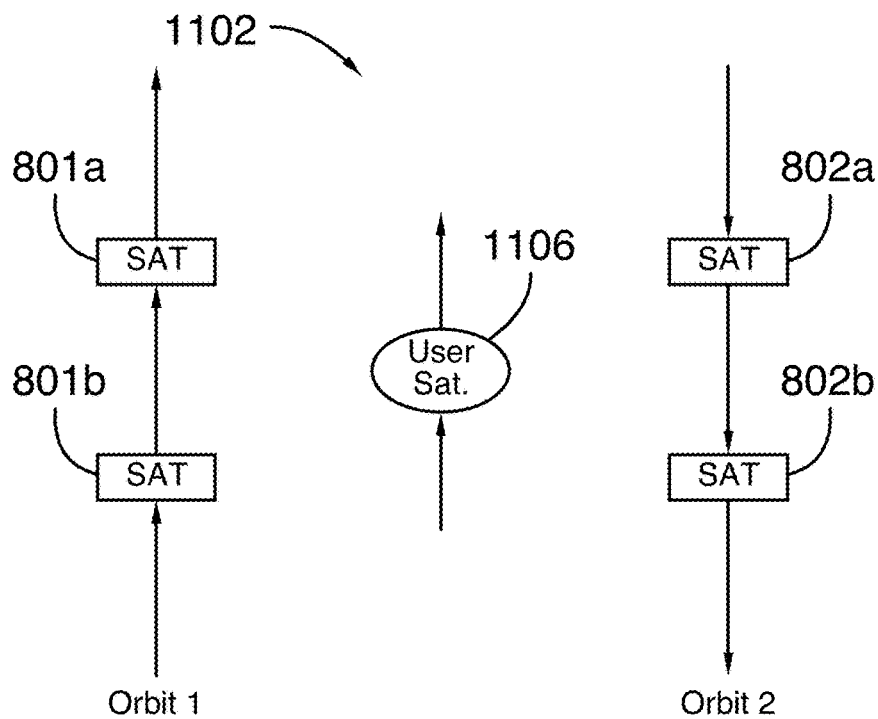 1102
801a
802a
SAT
SAT
1106
User
Sat.
801b
802b
SAT
SAT
Orbit 1
Orbit 2